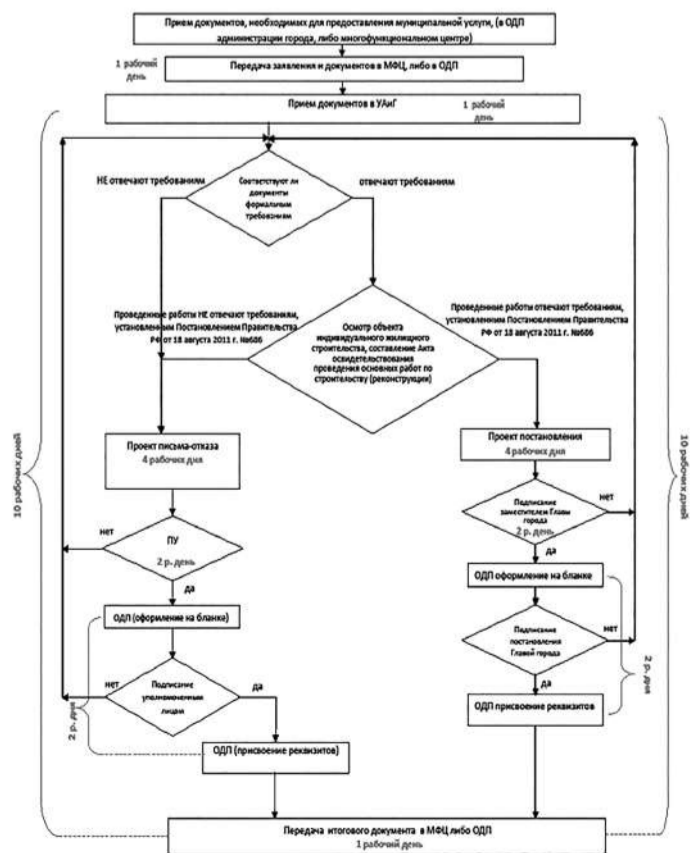 Прием документов, необходимых для предоставления муниципальной услуги, (в ОДП
администрации города, либо многофункциональном центре)
1 рабочий
день
Передача заявления и документов в МФЦ, либо в ОДП
Прием документов в УАиГ
1 рабочий
день
НЕ отвечают требованиям
Соответствуют ли
документы
формальным
требованиям
отвечают требованиям
Проведенные работы НЕ отвечают требованиям,
установленным Постановлением Правительства
РФ от 18 августа 2011 г. №686
Осмотр объекта
индивидуального жилищного
строительства, составление Акта
освидетельствования
проведения основных работ по
строительству (реконструкции)
Проведенные работы отвечают требованиям,
установленным Постановлением Правительства
РФ от 18 августа 2011 г. №686
10 рабочих дней
10 рабочих дней
Проект письма-отказа
4 рабочих дня
Проект постановления
4 рабочих дня
нет
ПУ
2 р. день
да
Подписание
заместителем Главы
города
2 р. день
нет
да
ОДП (оформление на бланке)
ОДП оформление на бланке
нет
Подписание
уполномоченным
лицам
да
2 р. дня
Подписание
постановления
Главой города
нет
да
2 р. дня
ОДП (присвоение реквизитов)
ОДП присвоение реквизитов
Передача итогового документа в МФЦ либо ОДП
1 рабочий день